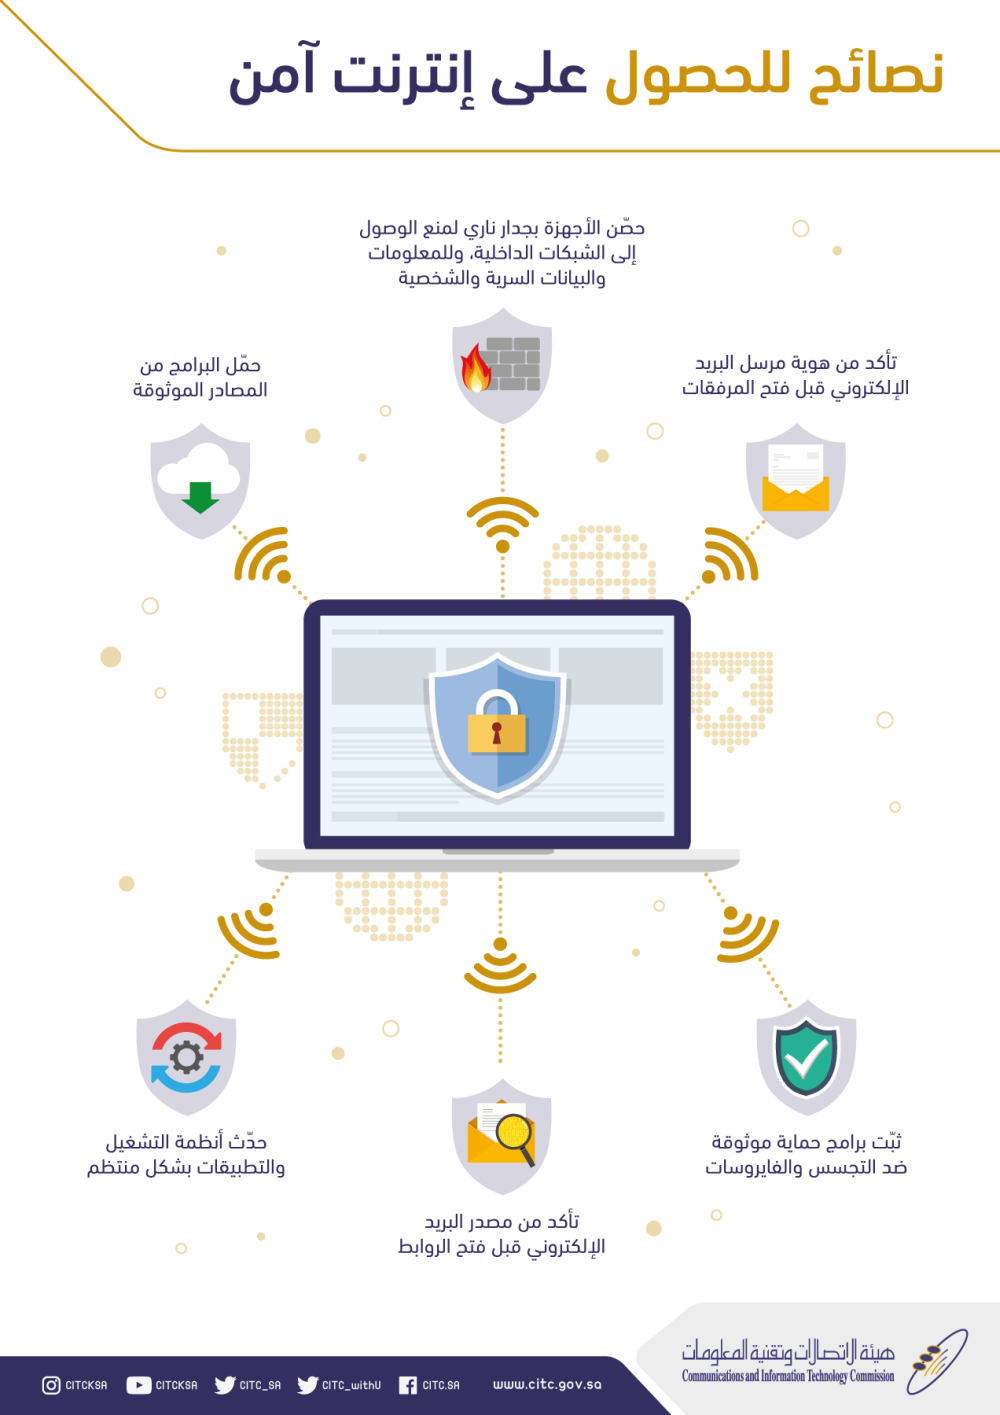 نصائح للحصول على إنترنت آمن
حصّن الأجهزة بجدار ناري لمنع الوصول
إلى الشبكات الداخلية، وللمعلومات
والبيانات السرية والشخصية
تأكد من هوية مرسل البريد
الإلكتروني قبل فتح المرفقات
حمّل البرامج من
المصادر الموثوقة
ثبّت برامج حماية موثوقة
ضد التجسس والفايروسات
تأكد من مصدر البريد
الإلكتروني قبل فتح الروابط
حدّث أنظمة التشغيل
والتطبيقات بشكل منتظم
هيئة الاتصالات وتقنية المعلومات
Communications and Information Technology Commission
CITCKSA
CITCKSA
CITC_SA
CITC_withU
CITC.SA
www.citc.gov.sa